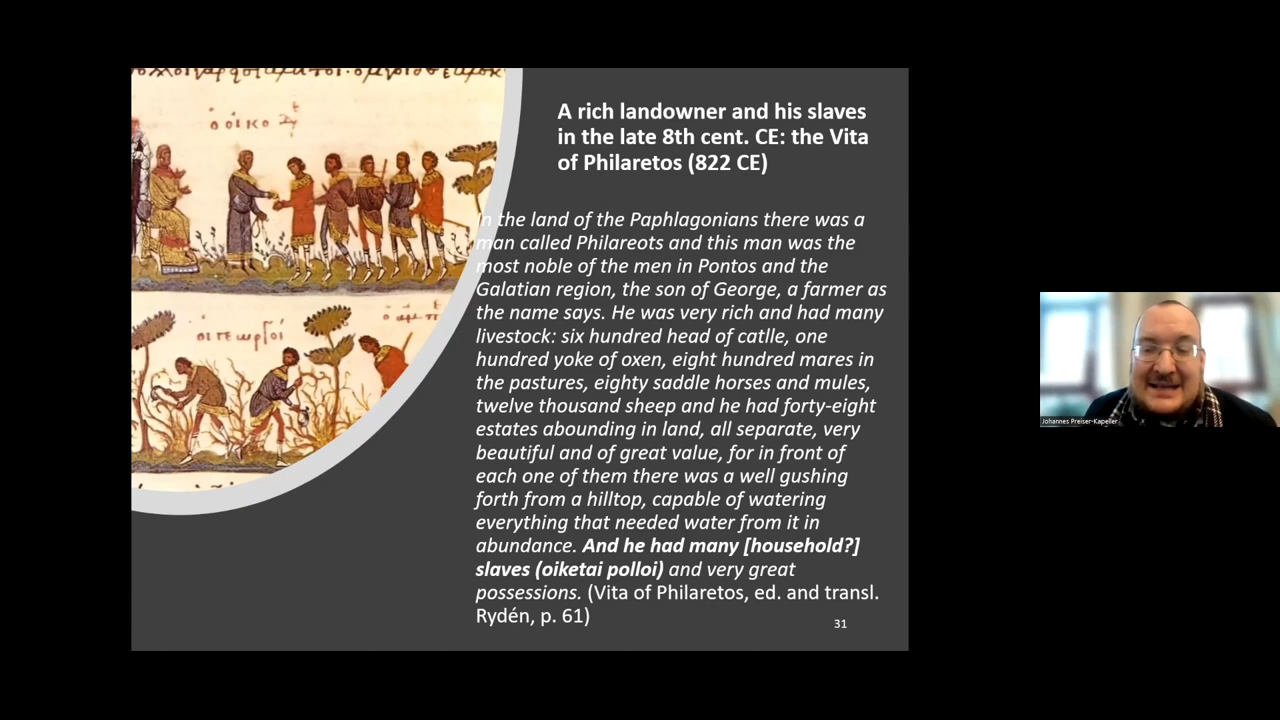 ὁ οἰκο
A rich landowner and his slaves
in the late 8th cent. CE: the Vita
of Philaretos (822 CE)
In the land of the Paphlagonians there was a
man called Philareots and this man was the
most noble of the men in Pontos and the
Galatian region, the son of George, a farmer as
the name says. He was very rich and had many
livestock: six hundred head of catlle, one
hundred yoke of oxen, eight hundred mares in
the pastures, eighty saddle horses and mules,
twelve thousand sheep and he had forty-eight
estates abounding in land, all separate, very
beautiful and of great value, for in front of
each one of them there was a well gushing
forth from a hilltop, capable of watering
everything that needed water from it in
abundance. And he had many [household?]
slaves (oiketai polloi) and very great
possessions. (Vita of Philaretos, ed. and transl.
Rydén, p. 61)
οἱ γεωργοί
31
Johannes Preiser-Kapeller